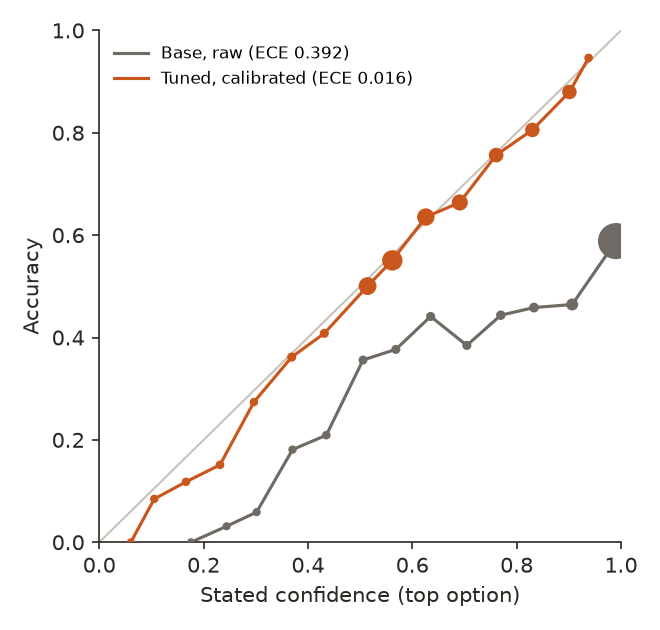 Base, raw (ECE 0.392)
Tuned, calibrated (ECE 0.016)
1.0
0.8
0.6
0.4
0.2
0.0
Accuracy
0.0 0.2 0.4 0.6 0.8 1.0
Stated confidence (top option)